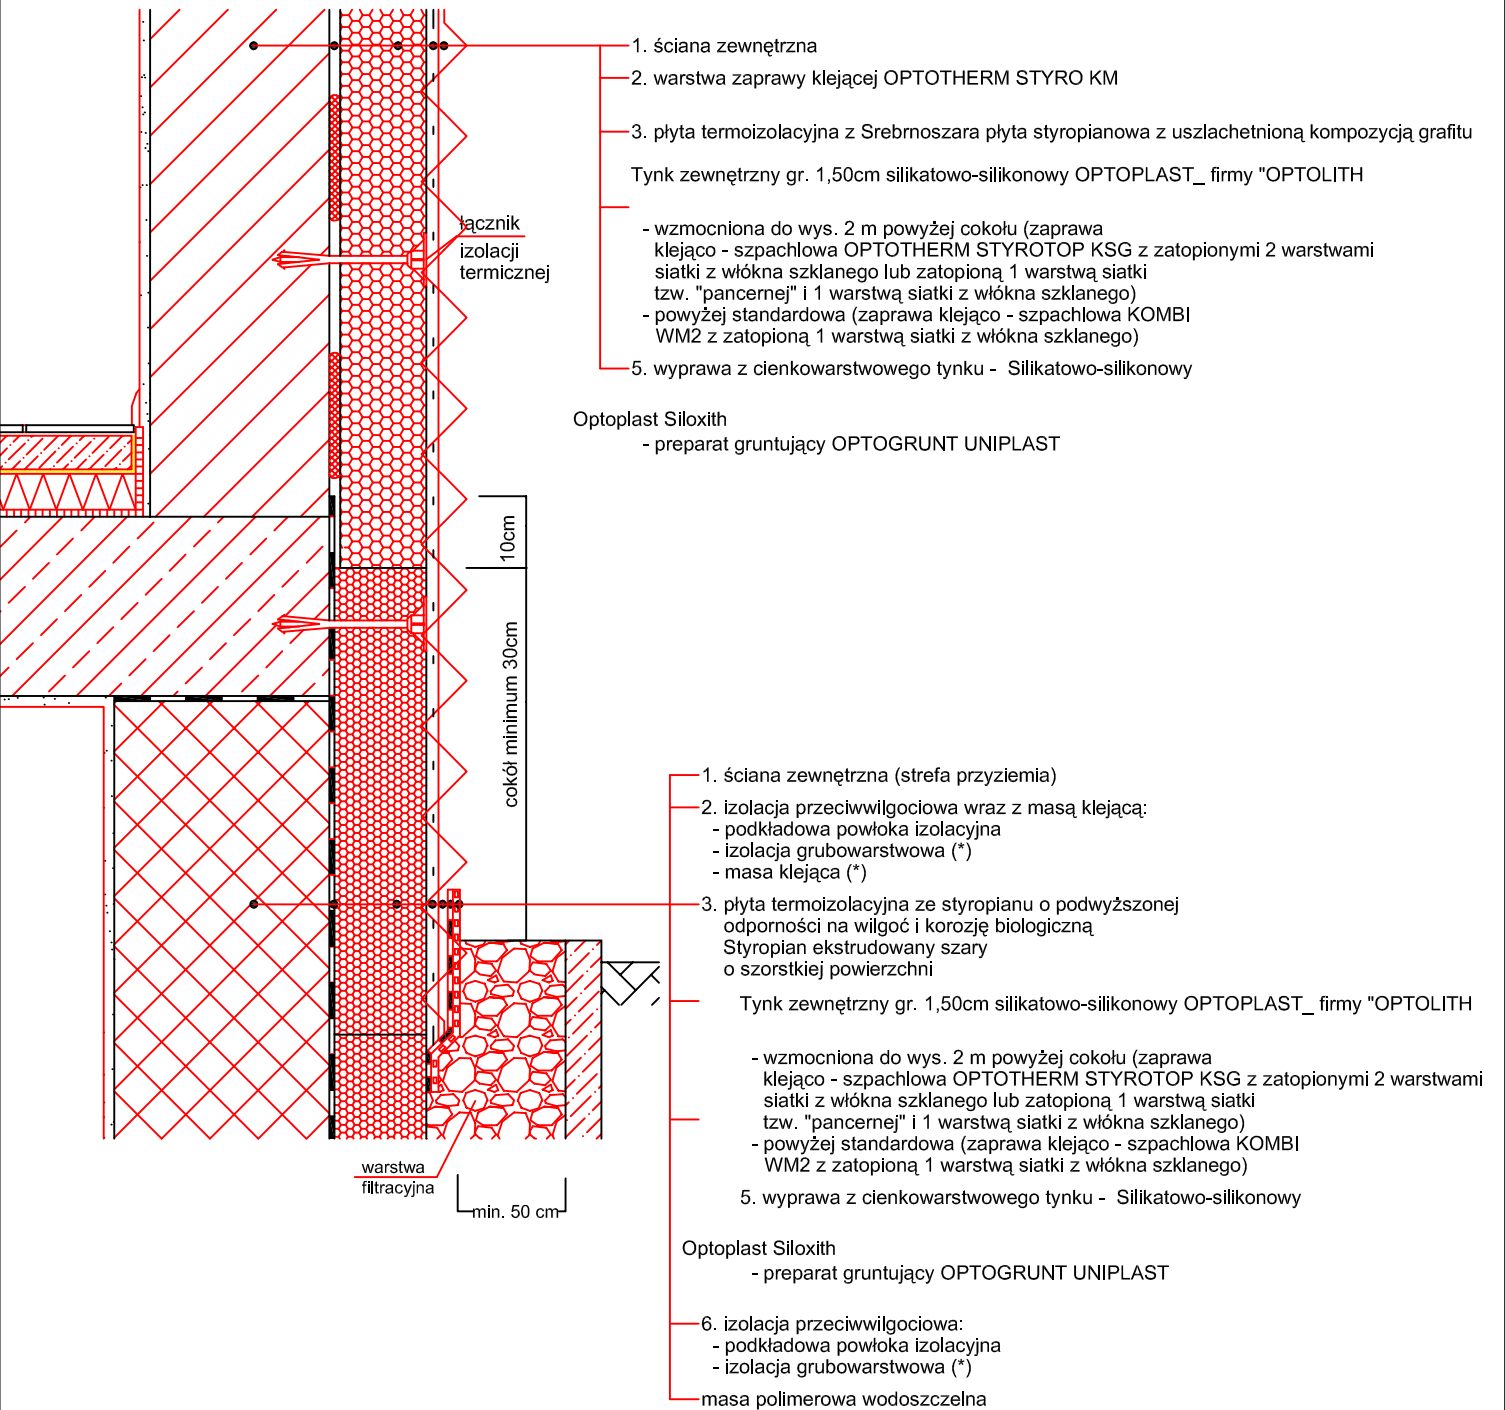 1. ściana zewnętrzna
2. warstwa zaprawy klejącej OPTOTHERM STYRO KM
3. płyta termoizolacyjna z Srebrnoszara płyta styropianowa z uszlachetnioną kompozycją grafitu
Tynk zewnętrzny gr. 1,50cm silikatowo-silikonowy OPTOPLAST_ firmy "OPTOLITH
- wzmocniona do wys. 2 m powyżej cokołu (zaprawa
klejąco - szpachlowa OPTOTHERM STYROTOP KSG z zatopionymi 2 warstwami
siatki z włókna szklanego lub zatopioną 1 warstwą siatki
tzw. "pancernej" i 1 warstwą siatki z włókna szklanego)
- powyżej standardowa (zaprawa klejąco - szpachlowa KOMBI
WM2 z zatopioną 1 warstwą siatki z włókna szklanego)
5. wyprawa z cienkowarstwowego tynku - Silikatowo-silikonowy
Optoplast Siloxith
- preparat gruntujący OPTOGRUNT UNIPLAST
łącznik
izolacji
termicznej
10cm
cokół minimum 30cm
1. ściana zewnętrzna (strefa przyziemia)
2. izolacja przeciwwilgociowa wraz z masą klejącą:
- podkładowa powłoka izolacyjna
- izolacja grubowarstwowa (*)
- masa klejąca (*)
3. płyta termoizolacyjna ze styropianu o podwyższonej
odporności na wilgoć i korozję biologiczną
Styropian ekstrudowany szary
o szorstkiej powierzchni
Tynk zewnętrzny gr. 1,50cm silikatowo-silikonowy OPTOPLAST_ firmy "OPTOLITH
- wzmocniona do wys. 2 m powyżej cokołu (zaprawa
klejąco - szpachlowa OPTOTHERM STYROTOP KSG z zatopionymi 2 warstwami
siatki z włókna szklanego lub zatopioną 1 warstwą siatki
tzw. "pancernej" i 1 warstwą siatki z włókna szklanego)
- powyżej standardowa (zaprawa klejąco - szpachlowa KOMBI
WM2 z zatopioną 1 warstwą siatki z włókna szklanego)
5. wyprawa z cienkowarstwowego tynku - Silikatowo-silikonowy
Optoplast Siloxith
- preparat gruntujący OPTOGRUNT UNIPLAST
6. izolacja przeciwwilgociowa:
- podkładowa powłoka izolacyjna
- izolacja grubowarstwowa (*)
masa polimerowa wodoszczelna
warstwa
filtracyjna
min. 50 cm